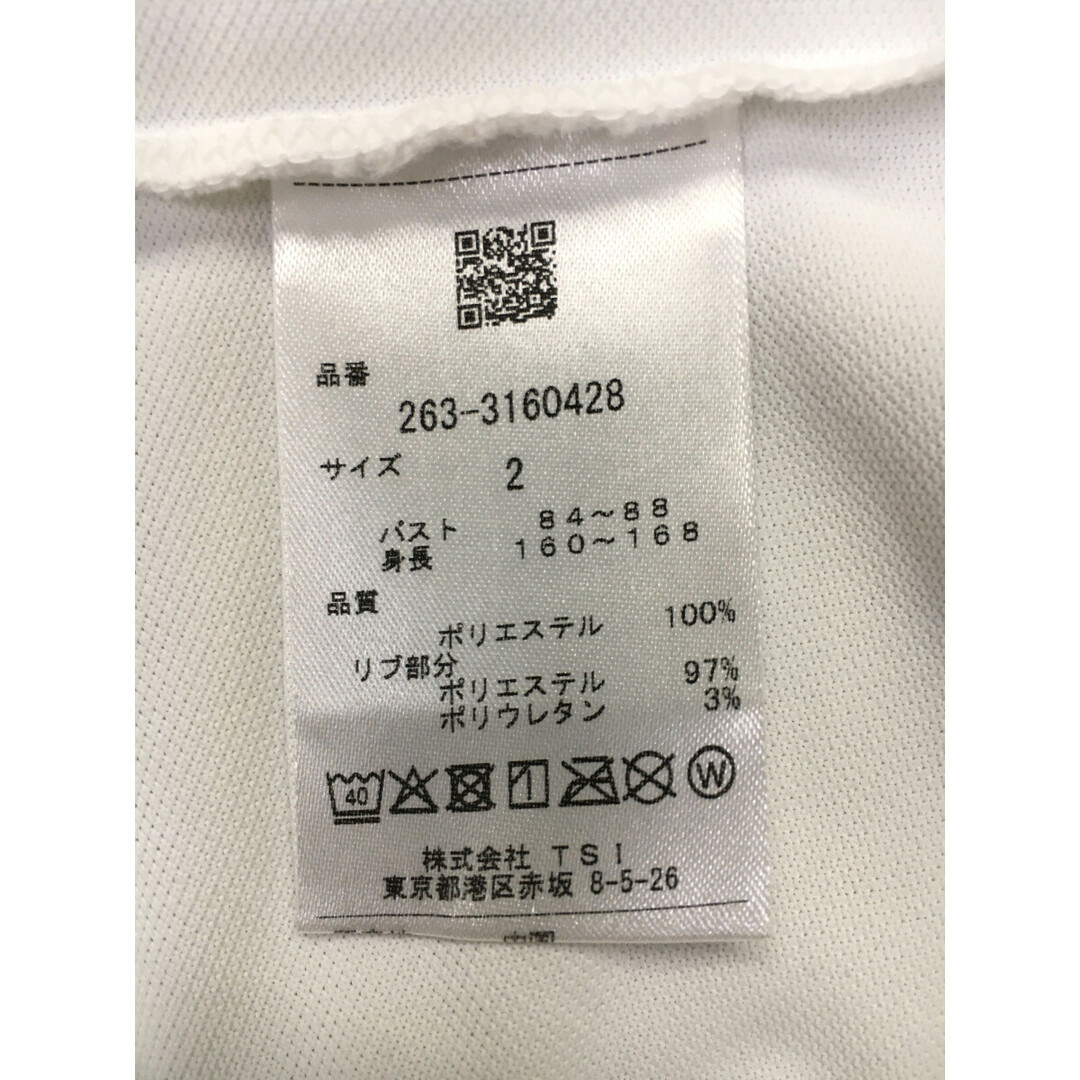 品番
263-3160428
サイズ 2
バスト 84～88
身長 160～168
品質
ポリエステル 100%
リブ部分
ポリエステル 97%
ポリウレタン 3%
40 W
株式会社 TSI
東京都港区赤坂 8-5-26